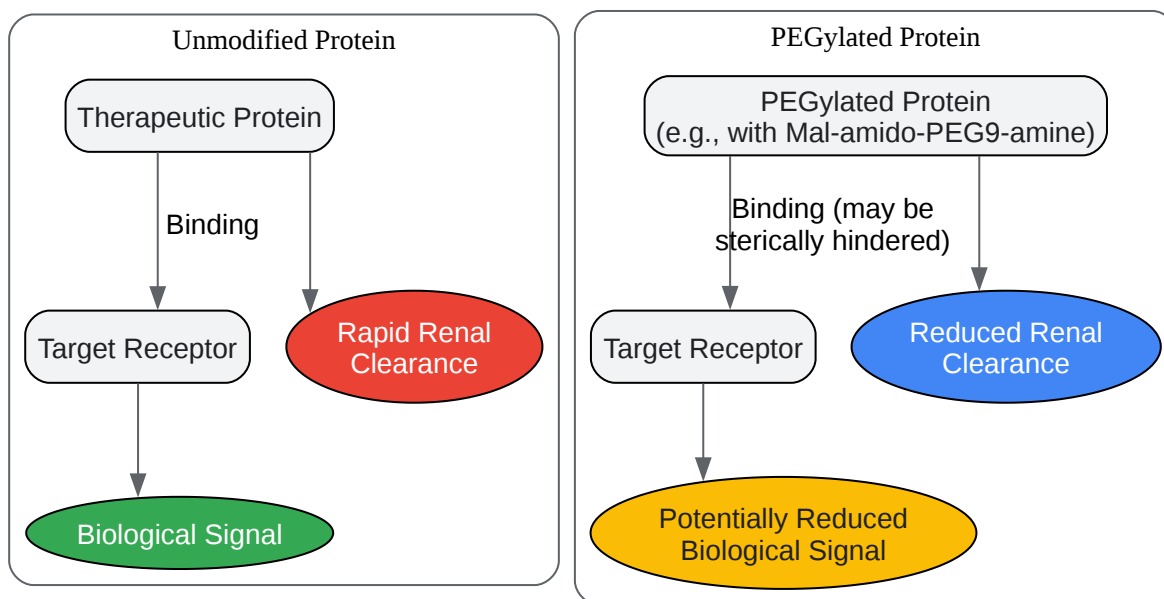 Unmodified Protein
Therapeutic Protein
Binding
Target Receptor
Rapid Renal
Clearance
Biological Signal
PEGylated Protein
PEGylated Protein
(e.g., with Mal-amido-PEG9-amine)
Binding (may be
sterically hindered)
Target Receptor
Reduced Renal
Clearance
Potentially Reduced
Biological Signal